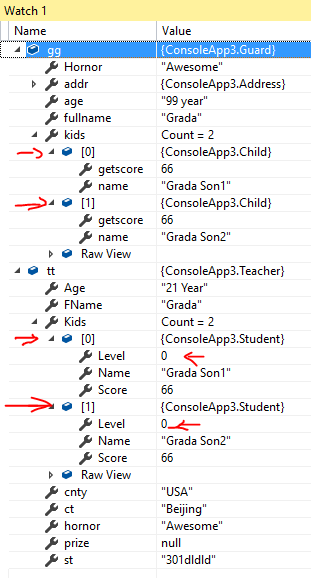 Watch 1
Name Value
gg {ConsoleApp3.Guard}
Hornor "Awesome"
addr {ConsoleApp3.Address}
age "99 year"
fullname "Grada"
kids Count = 2
[0] {ConsoleApp3.Child}
getscore 66
name "Grada Son1"
[1] {ConsoleApp3.Child}
getscore 66
name "Grada Son2"
Raw View
tt {ConsoleApp3.Teacher}
Age "21 Year"
FName "Grada"
Kids Count = 2
[0] {ConsoleApp3.Student}
Level 0
Name "Grada Son1"
Score 66
[1] {ConsoleApp3.Student}
Level 0
Name "Grada Son2"
Score 66
Raw View
cnty "USA"
ct "Beijing"
hornor "Awesome"
prize null
st "301dldld"